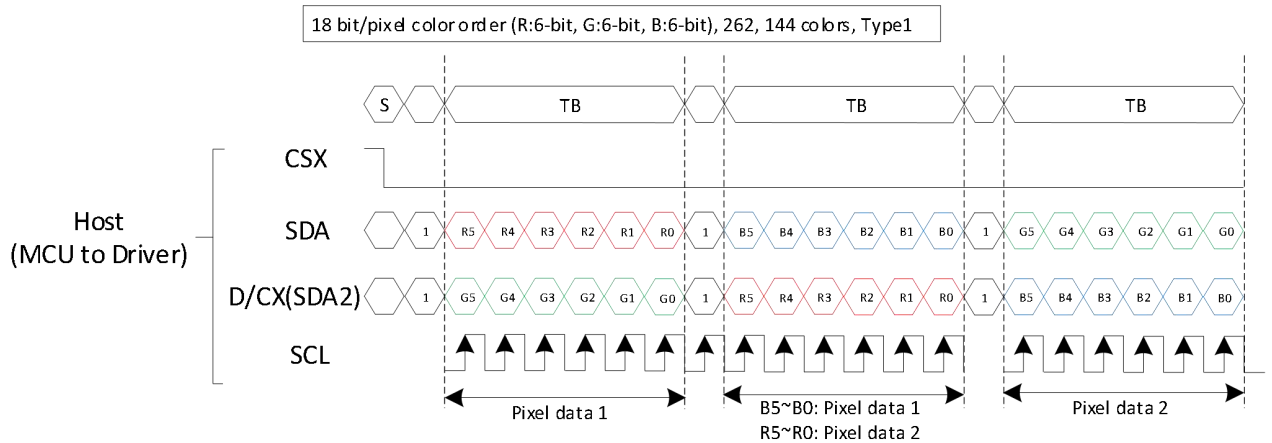 18 bit/pixel color order (R:6-bit, G:6-bit, B:6-bit), 262, 144 colors, Type1
S TB TB TB
CSX
Host
(MCU to Driver)
SDA 1 R5 R4 R3 R2 R1 R0 1 B5 B4 B3 B2 B1 B0 1 G5 G4 G3 G2 G1 G0
D/CX(SDA2) 1 G5 G4 G3 G2 G1 G0 1 R5 R4 R3 R2 R1 R0 1 B5 B4 B3 B2 B1 B0
SCL
Pixel data 1
B5~B0: Pixel data 1
R5~R0: Pixel data 2
Pixel data 2